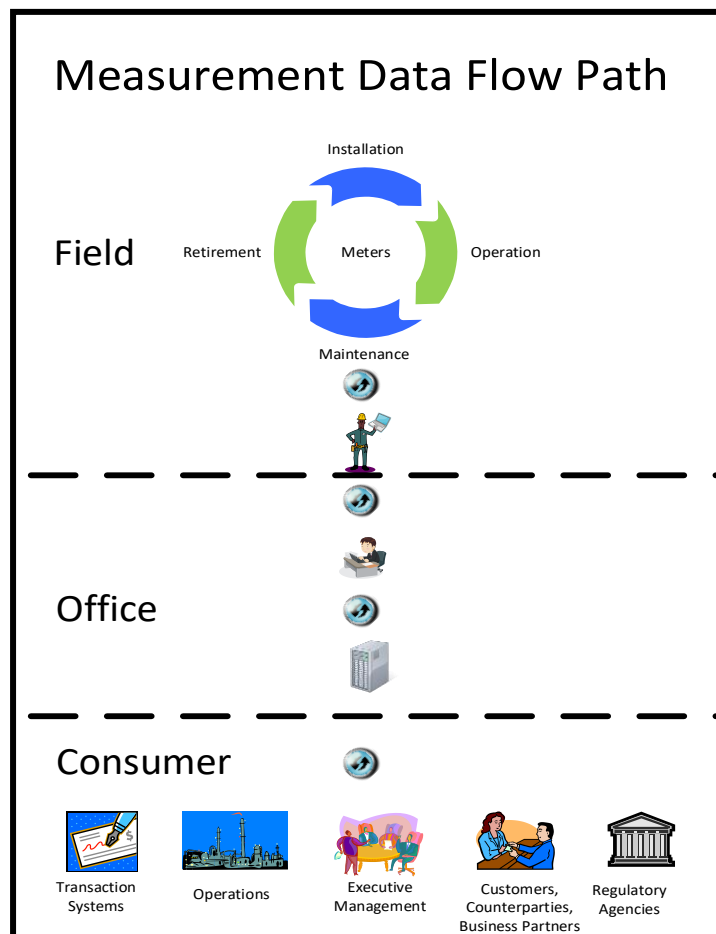 Measurement Data Flow Path
Installation
Field
Retirement
Meters
Operation
Maintenance
Office
Consumer
$
Transaction
Systems
Operations
Executive
Management
Customers,
Counterparties,
Business Partners
Regulatory
Agencies